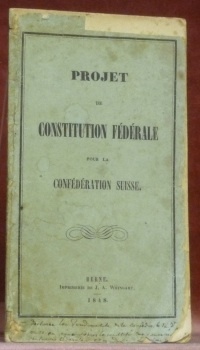 PROJET
DE
CONSTITUTION FÉDÉRALE
POUR LA
CONFÉDÉRATION SUISSE.
BERNE,
IMPRIMERIE DE J. A. WEINGART.
1848.